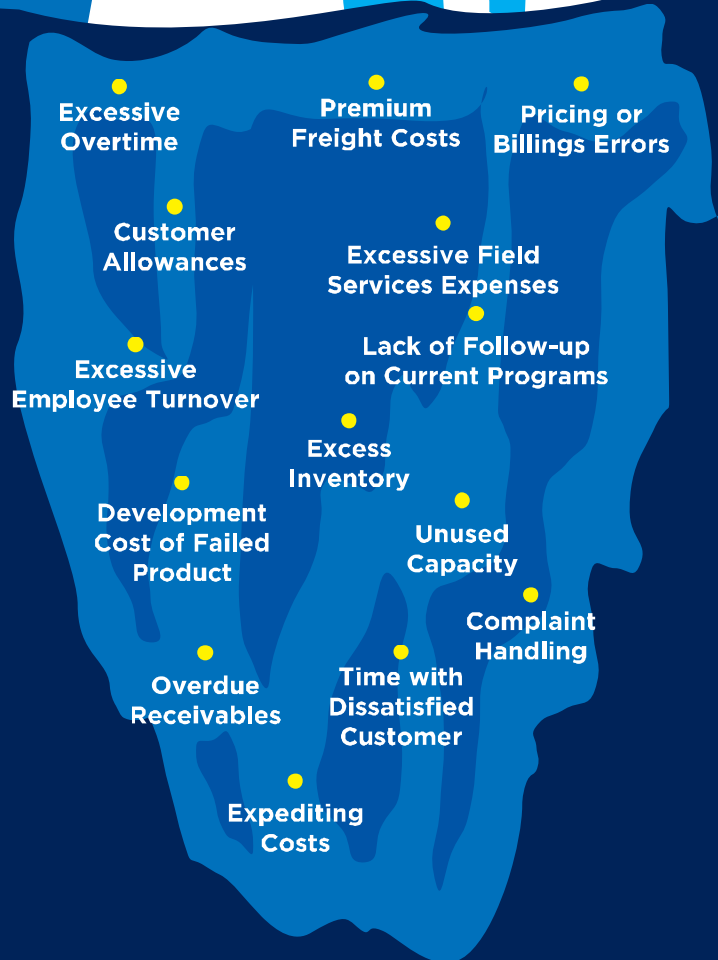 Excessive
Overtime
Premium
Freight Costs
Pricing or
Billings Errors
Customer
Allowances
Excessive Field
Services Expenses
Lack of Follow-up
on Current Programs
Excessive
Employee Turnover
Excess
Inventory
Development
Cost of Failed
Product
Unused
Capacity
Complaint
Handling
Overdue
Receivables
Time with
Dissatisfied
Customer
Expediting
Costs